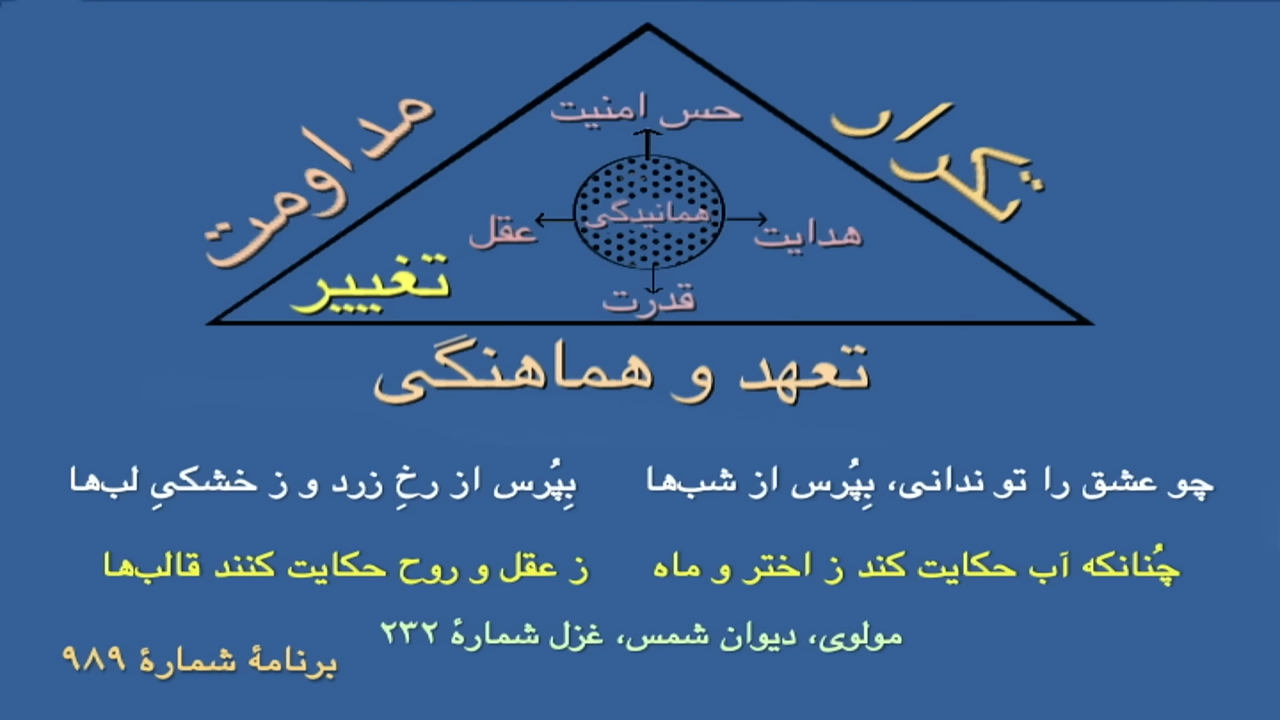 تکرار
مداومت
حس امنیت
همانیدگی
عقل
هدایت
قدرت
تغییر
تعهد و هماهنگی
چو عشق را تو ندانی، بِپُرس از شب‌ها بِپُرس از رخِ زرد و ز خشکیِ لب‌ها
چُنانکه آب حکایت کند ز اختر و ماه ز عقل و روح حکایت کنند قالب‌ها
مولوی، دیوان شمس، غزل شمارهٔ ۲۳۲
برنامهٔ شمارهٔ ۹۸۹